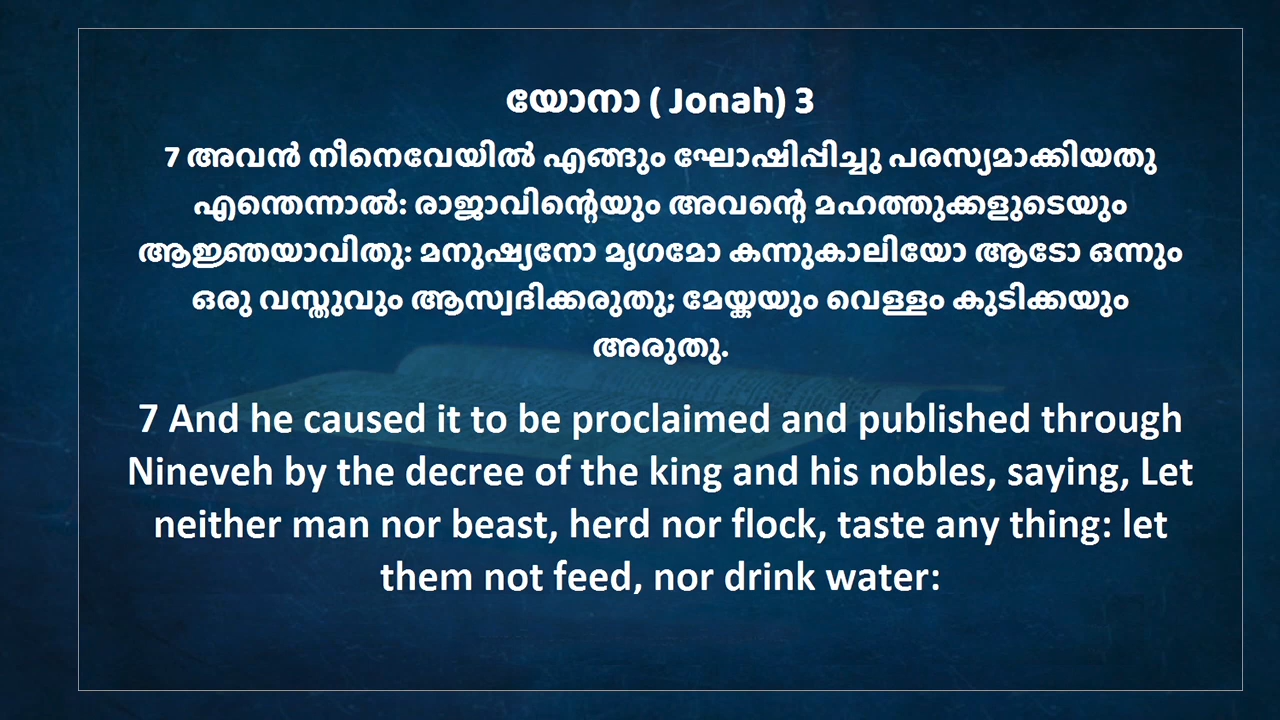 യോനാ ( Jonah) 3
7 അവൻ നീനെവേയിൽ എങ്ങും ഘോഷിപ്പിച്ചു പരസ്യമാക്കിയതു
എന്തെന്നാൽ: രാജാവിന്റെയും അവന്റെ മഹത്തുക്കളുടെയും
ആജ്ഞയാവിതു: മനുഷ്യനോ മൃഗമോ കന്നുകാലിയോ ആടോ ഒന്നും
ഒരു വസ്തുവും ആസ്വദിക്കരുതു; മേയ്കയും വെള്ളം കുടിക്കയും
അരുതു.
7 And he caused it to be proclaimed and published through
Nineveh by the decree of the king and his nobles, saying, Let
neither man nor beast, herd nor flock, taste any thing: let
them not feed, nor drink water: